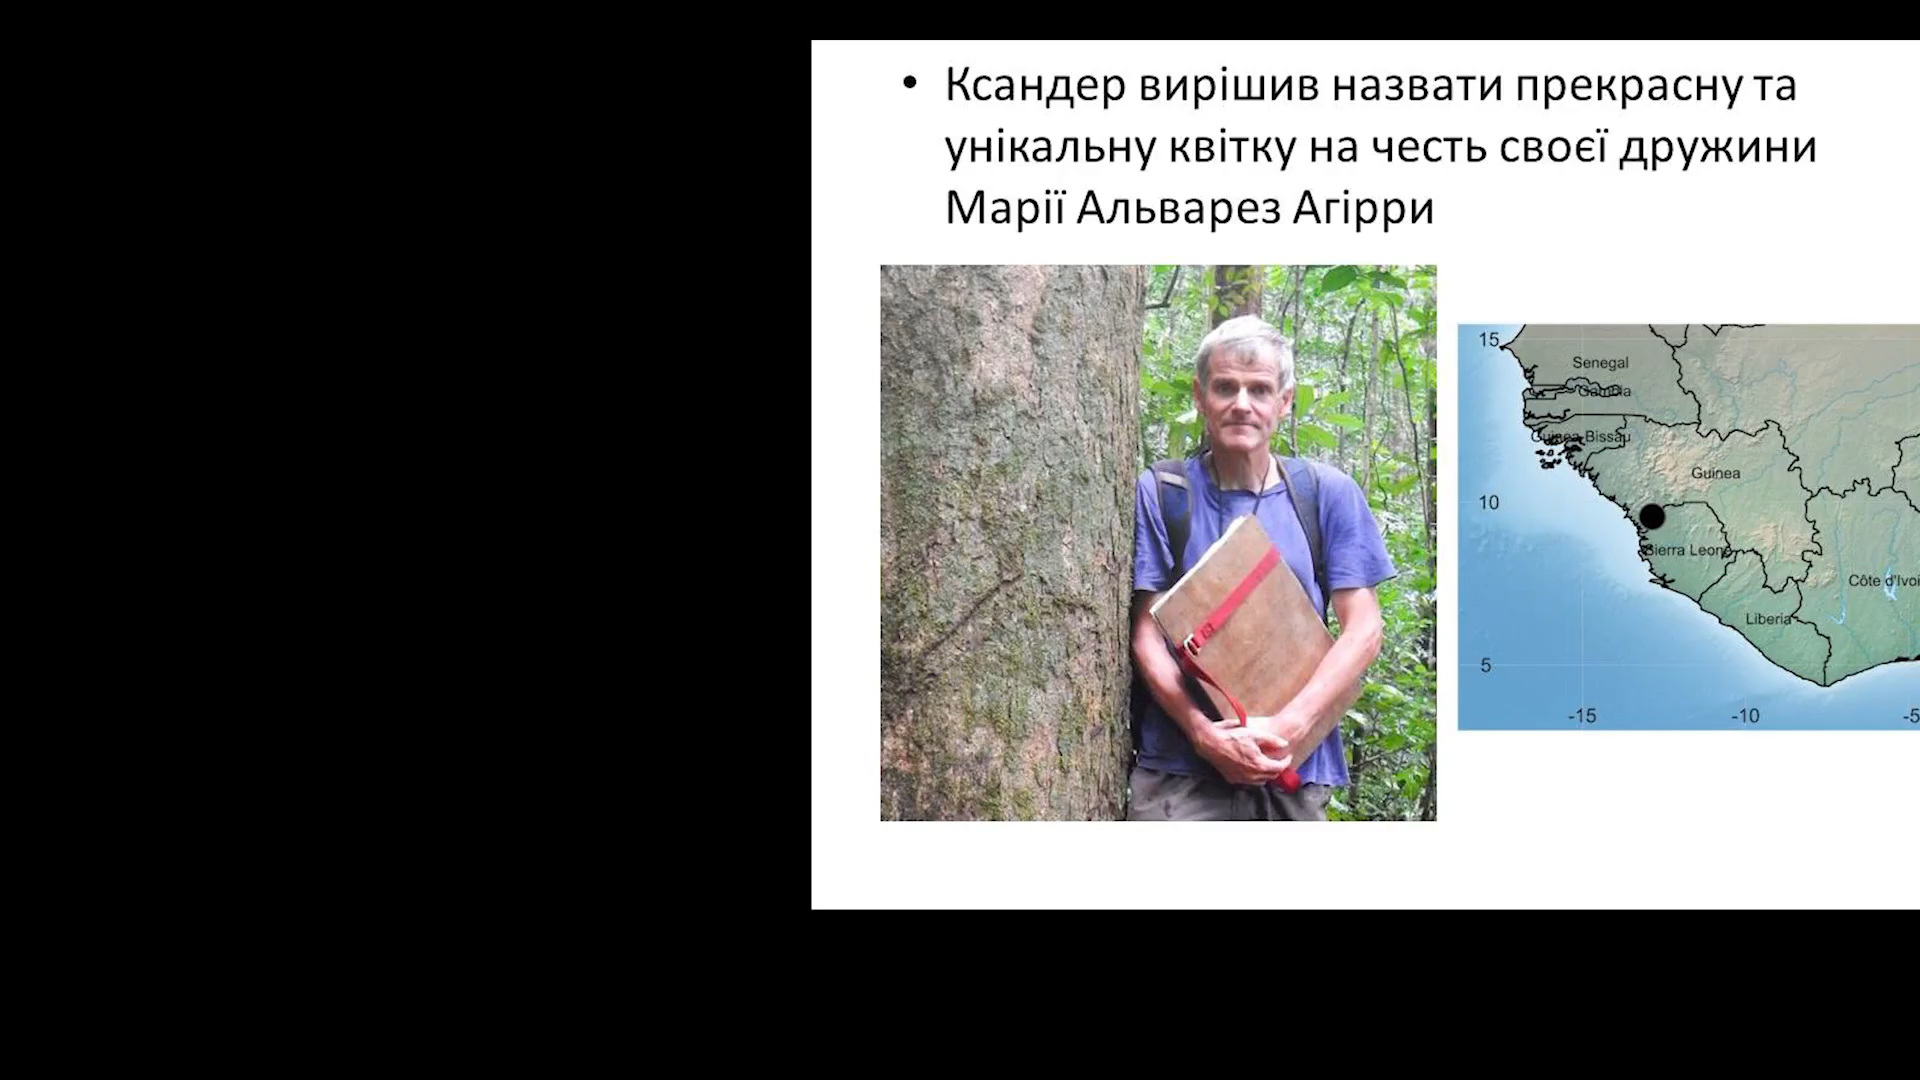 • Ксандер вирішив назвати прекрасну та
унікальну квітку на честь своєї дружини
Марії Альварез Агірри
15
Senegal
Gambia
Guinea Bissau
Guinea
10
Sierra Leone
Côte d'Ivoi
Liberia
5
-15
-10
-5